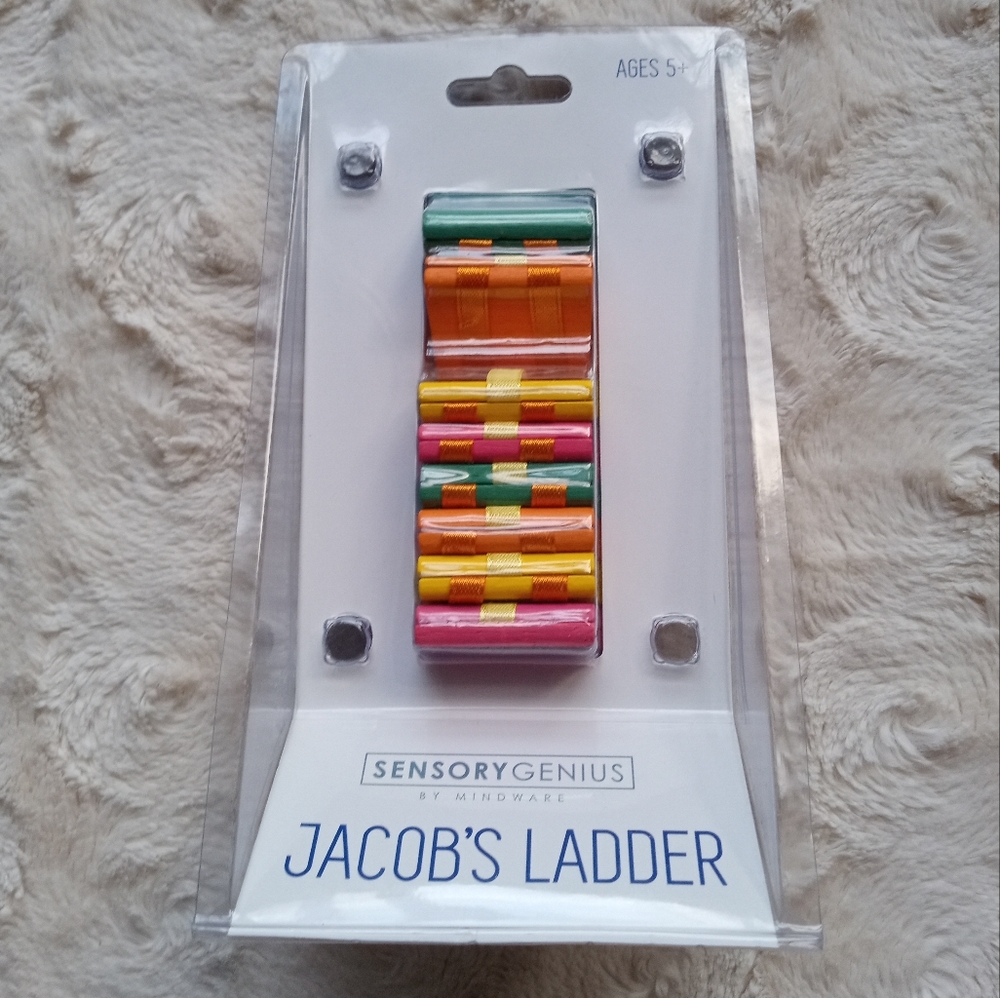 AGES 5+
SENSORYGENIUS
BY MINDWARE
JACOB'S LADDER